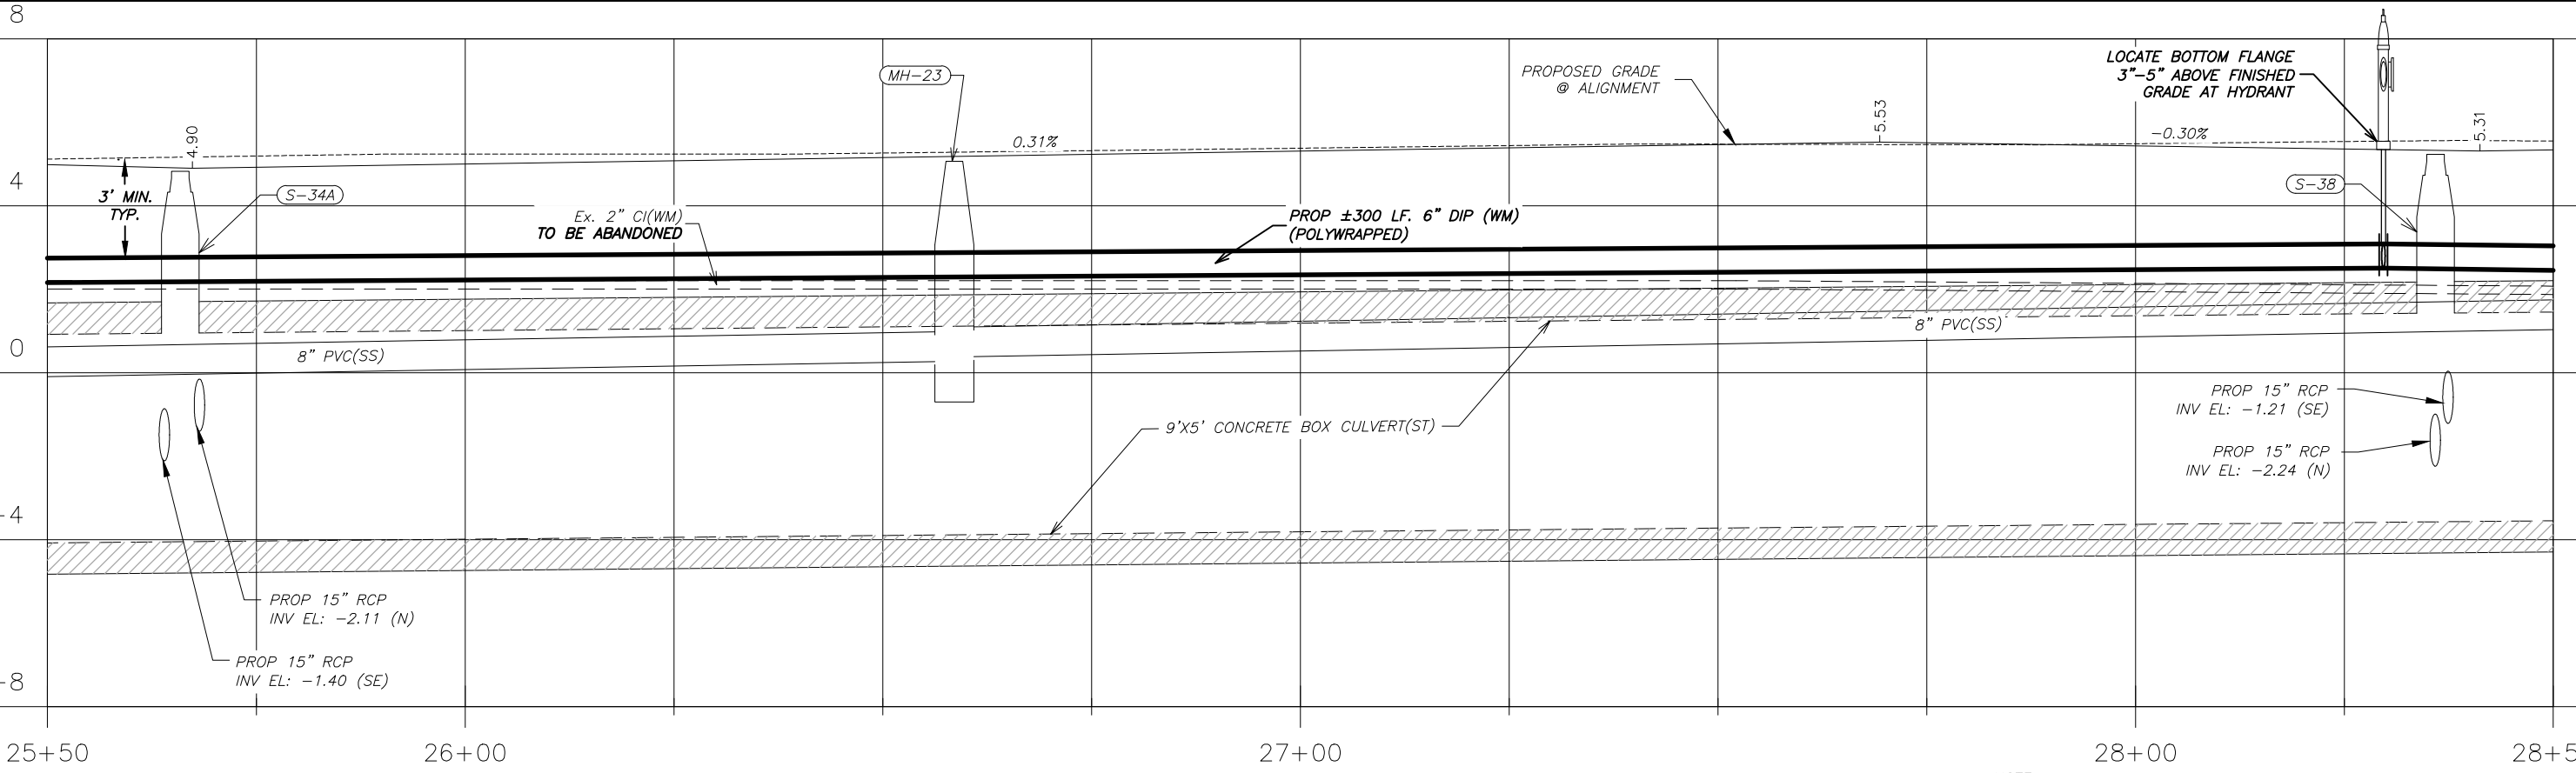 8
MH-23
PROPOSED GRADE
@ ALIGNMENT
LOCATE BOTTOM FLANGE
3"-5" ABOVE FINISHED
GRADE AT HYDRANT
4.90
0.31%
5.53
-0.30%
5.31
4
3' MIN.
TYP.
S-34A
S-38
Ex. 2" CI(WM)
TO BE ABANDONED
PROP ±300 LF. 6" DIP (WM)
(POLYWRAPPED)
0
8" PVC(SS)
8" PVC(SS)
PROP 15" RCP
INV EL: -1.21 (SE)
9'X5' CONCRETE BOX CULVERT(ST)
PROP 15" RCP
INV EL: -2.24 (N)
-4
PROP 15" RCP
INV EL: -2.11 (N)
PROP 15" RCP
INV EL: -1.40 (SE)
-8
25+50
26+00
27+00
28+00
28+5